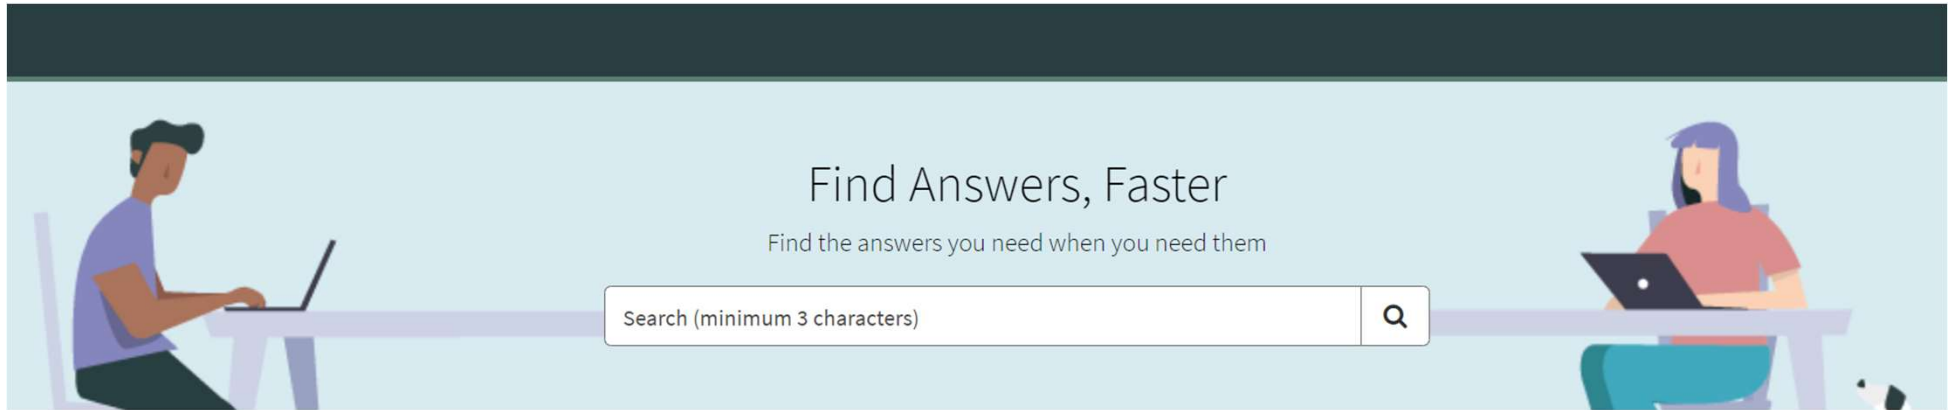 Find Answers, Faster
Find the answers you need when you need them
Search (minimum 3 characters)